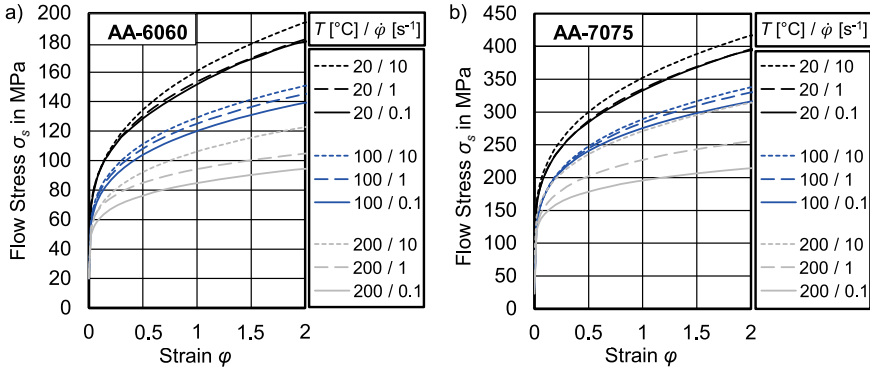 a)
AA-6060
T [°C] / φ̇ [s⁻¹]
200
180
160
140
120
100
80
60
40
20
0
Flow Stress σs in MPa
0
0.5
1
1.5
2
Strain φ
20 / 10
20 / 1
20 / 0.1
100 / 10
100 / 1
100 / 0.1
200 / 10
200 / 1
200 / 0.1
b)
AA-7075
T [°C] / φ̇ [s⁻¹]
450
400
350
300
250
200
150
100
50
0
Flow Stress σs in MPa
0
0.5
1
1.5
2
Strain φ
20 / 10
20 / 1
20 / 0.1
100 / 10
100 / 1
100 / 0.1
200 / 10
200 / 1
200 / 0.1